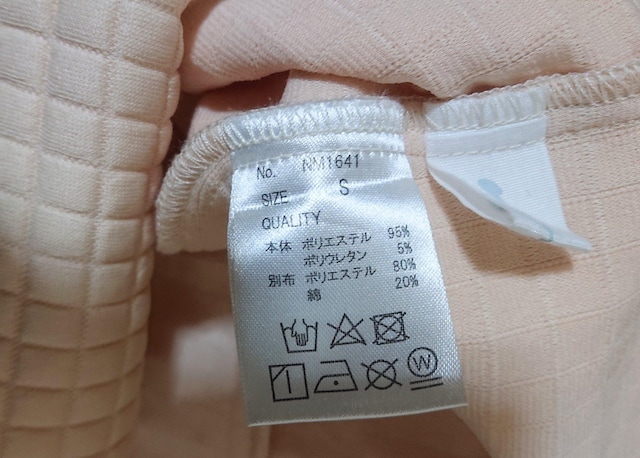 No. NM1641
SIZE S
QUALITY
本体 ポリエステル 95%
ポリウレタン 5%
別布 ポリエステル 80%
綿 20%
W